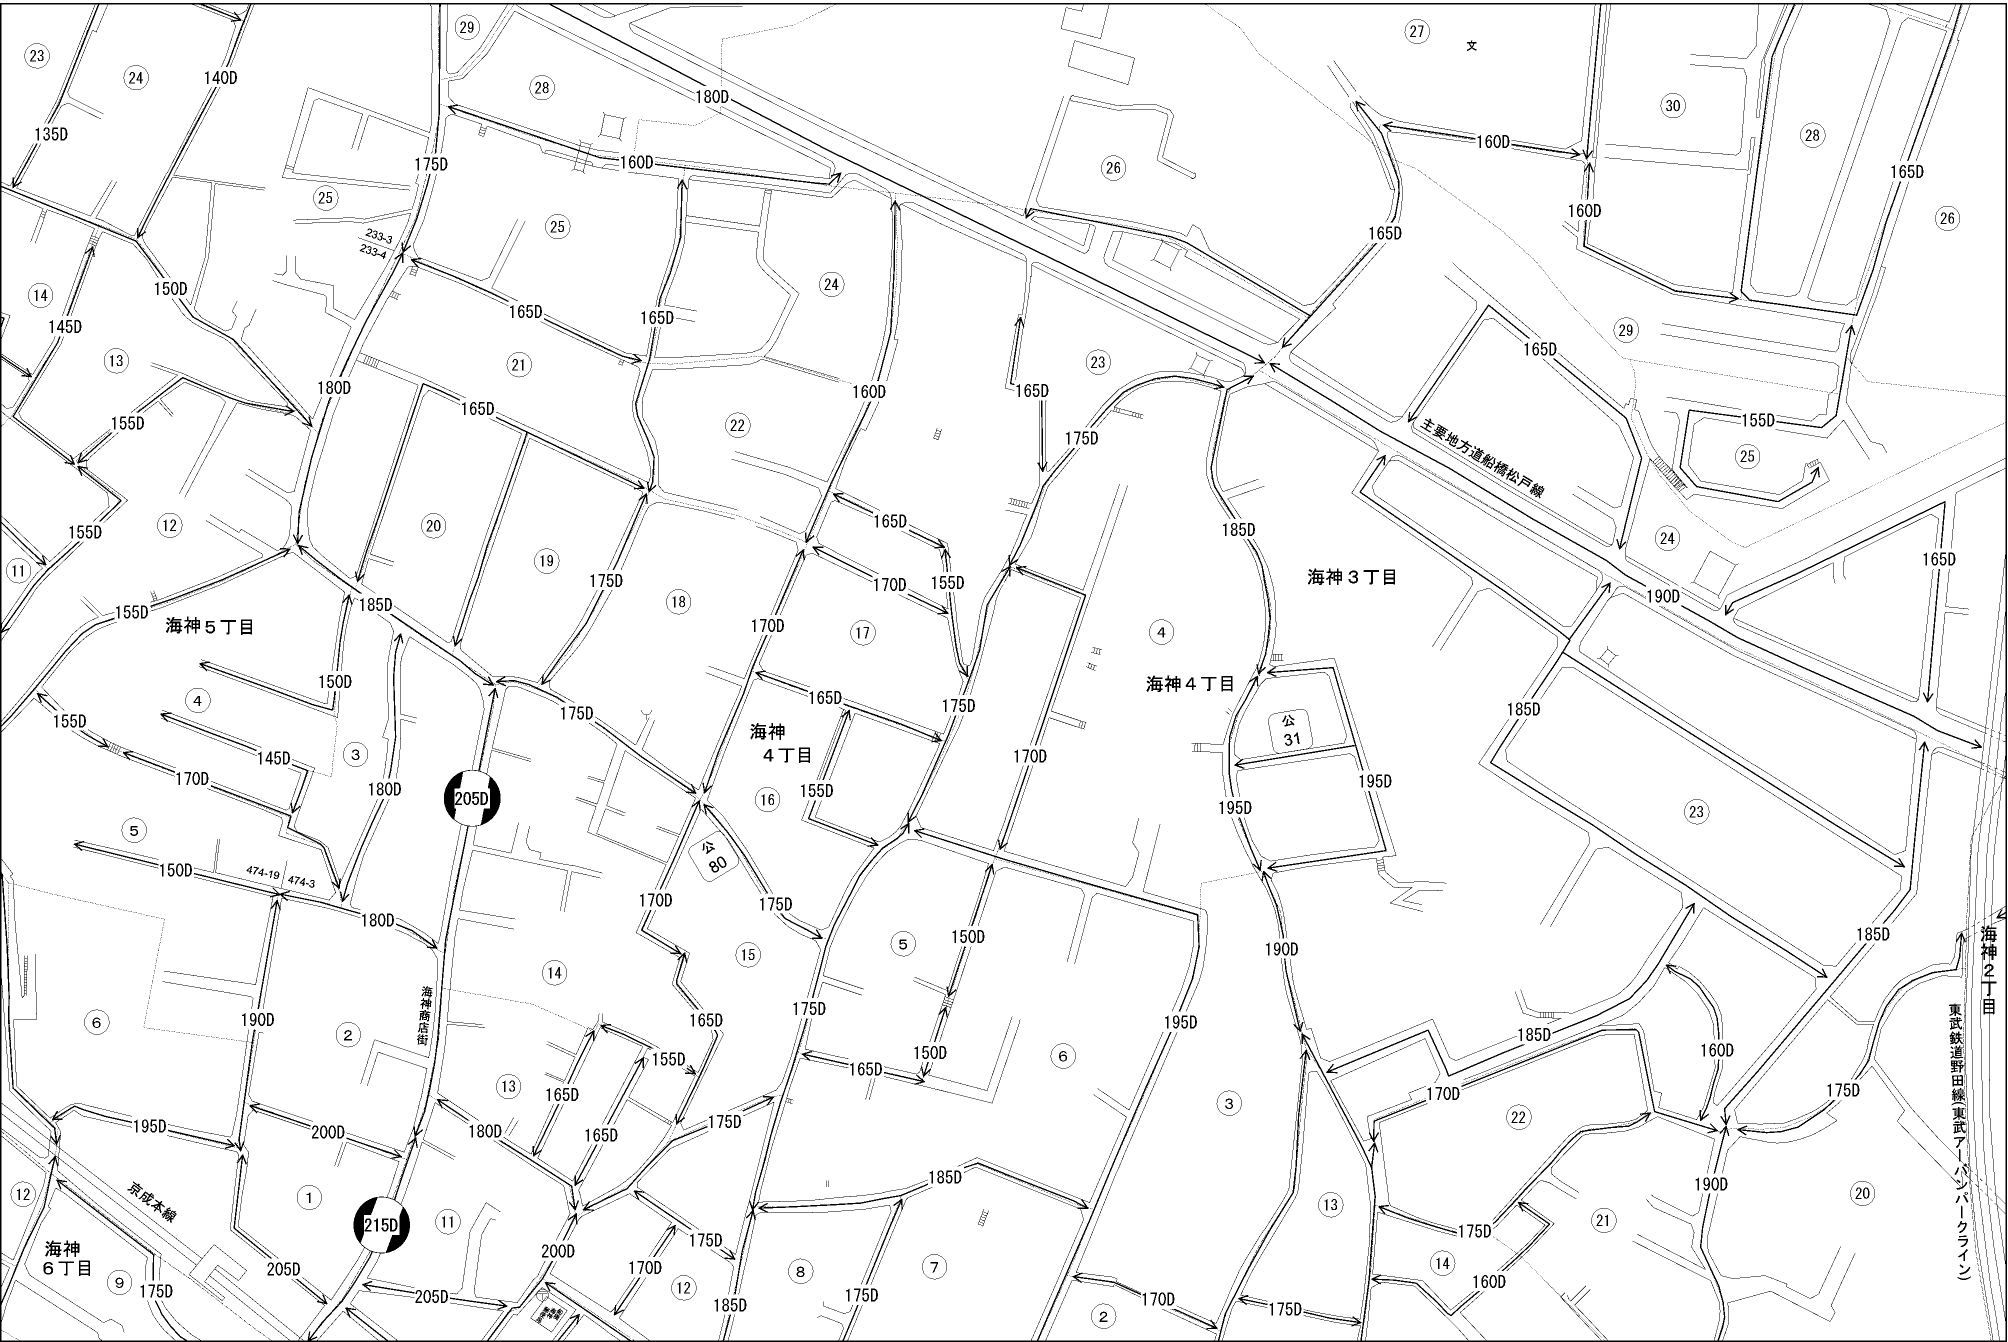 23
24
140D
135D
29
28
180D
27
文
30
28
160D
165D
26
175D
160D
26
160D
165D
25
25
233-3
233-4
14
145D
150D
13
165D
165D
24
21
23
29
165D
180D
165D
160D
165D
155D
22
175D
主要地方道船橋松戸線
155D
25
20
12
155D
19
165D
185D
24
165D
11
175D
155D
170D
海神3丁目
185D
155D
海神5丁目
18
170D
17
4
190D
150D
4
155D
3
145D
170D
180D
175D
165D
175D
海神
4丁目
海神4丁目
公
31
185D
170D
205D
155D
16
195D
195D
23
5
公
80
150D
474-19
474-3
180D
170D
175D
15
5
150D
190D
185D
海神2丁目
6
190D
2
海神商店街
14
175D
165D
195D
185D
東武鉄道野田線(東武アーバンパークライン)
13
155D
165D
165D
150D
165D
6
160D
170D
175D
195D
200D
180D
175D
3
22
12
京成本線
1
11
185D
13
190D
20
215D
175D
175D
21
海神
6丁目
9
175D
205D
205D
200D
170D
12
185D
8
175D
7
170D
2
175D
14
160D